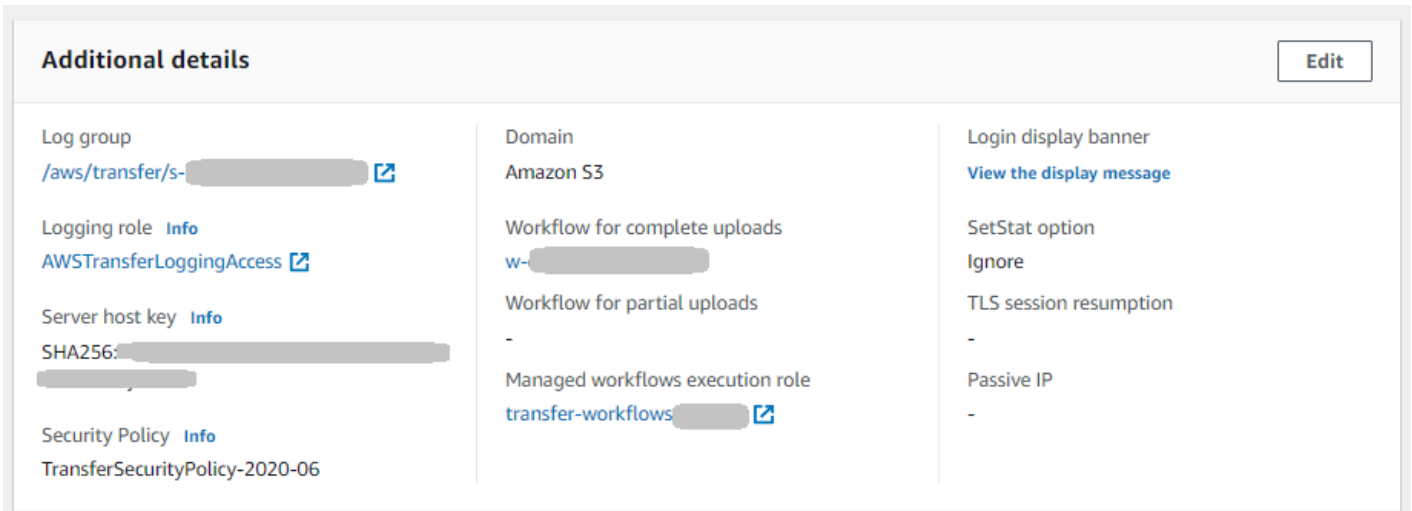 Additional details
Edit
Log group
/aws/transfer/s-
Logging role Info
AWSTransferLoggingAccess
Server host key Info
SHA256:
Security Policy Info
TransferSecurityPolicy-2020-06
Domain
Amazon S3
Workflow for complete uploads
w-
Workflow for partial uploads
-
Managed workflows execution role
transfer-workflows
Login display banner
View the display message
SetStat option
Ignore
TLS session resumption
-
Passive IP
-